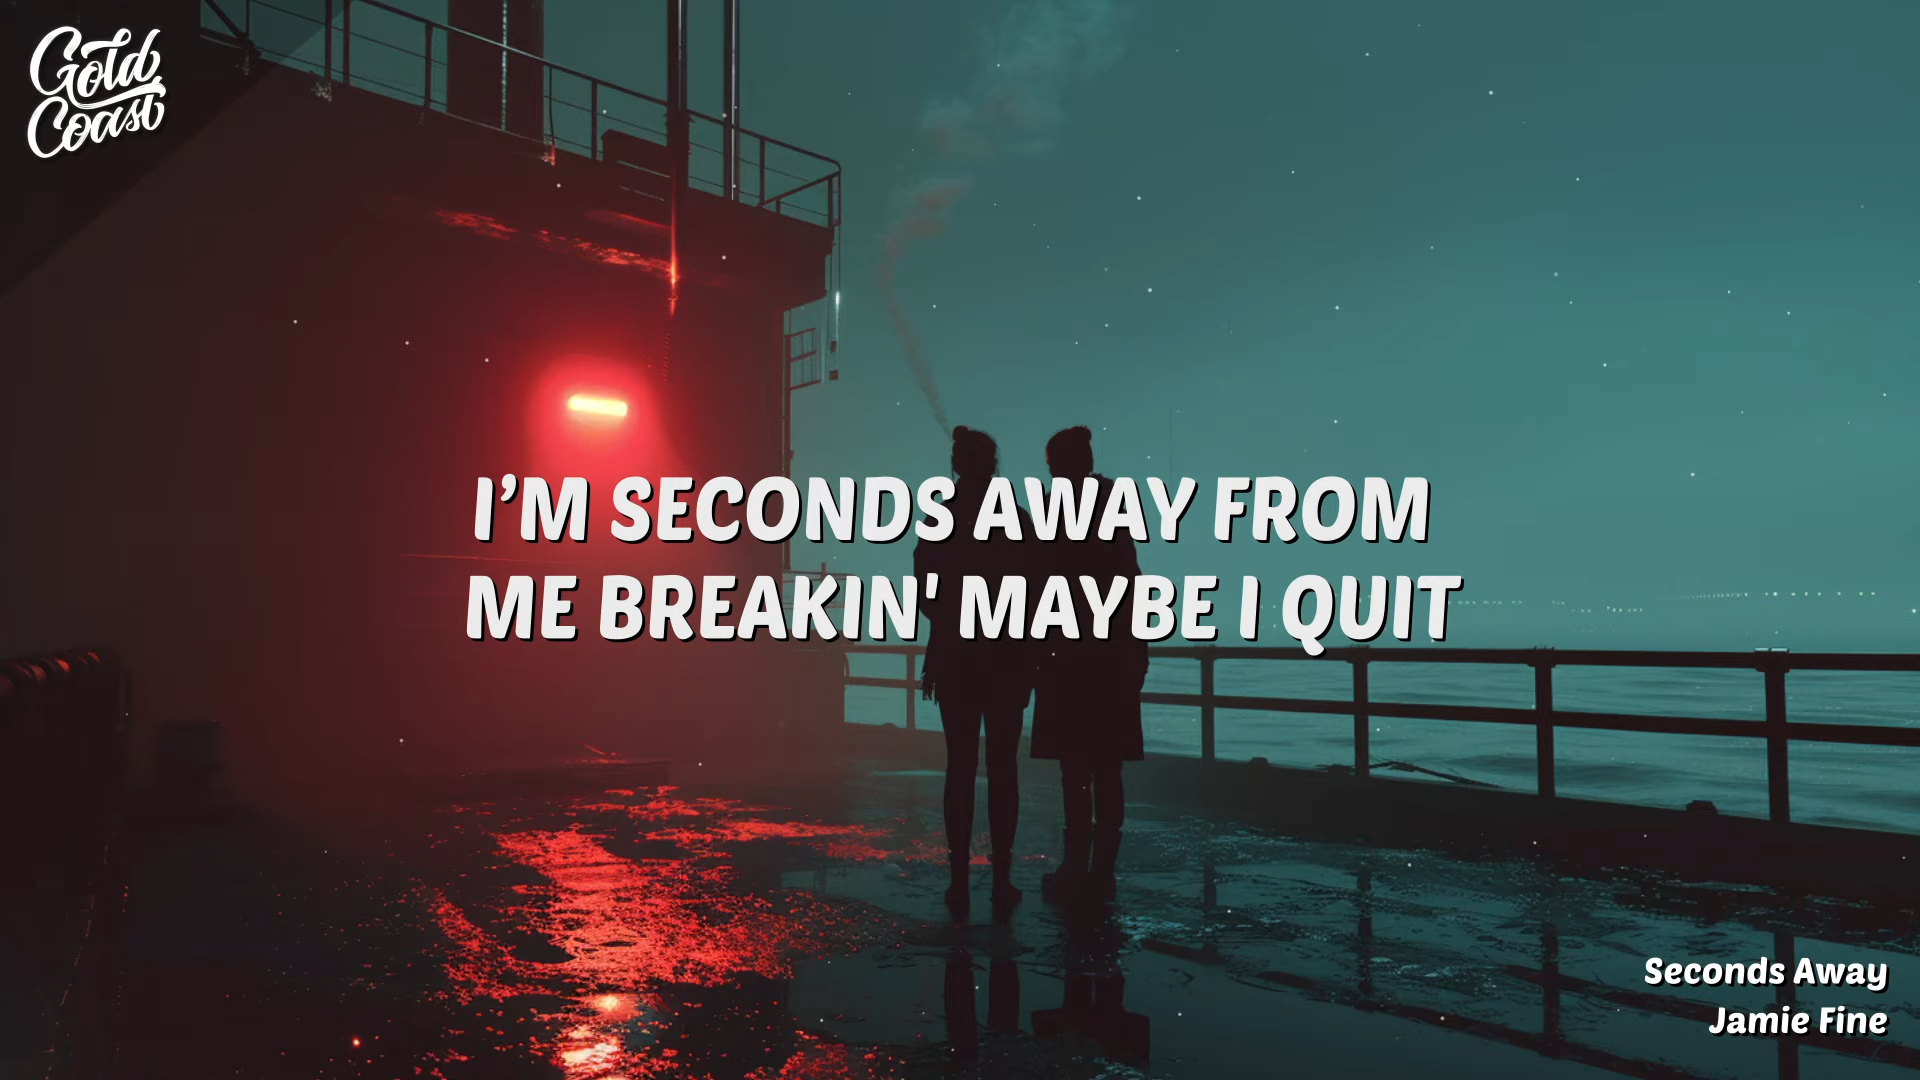 Gold
Coast
I’M SECONDS AWAY FROM
ME BREAKIN' MAYBE I QUIT
Seconds Away
Jamie Fine